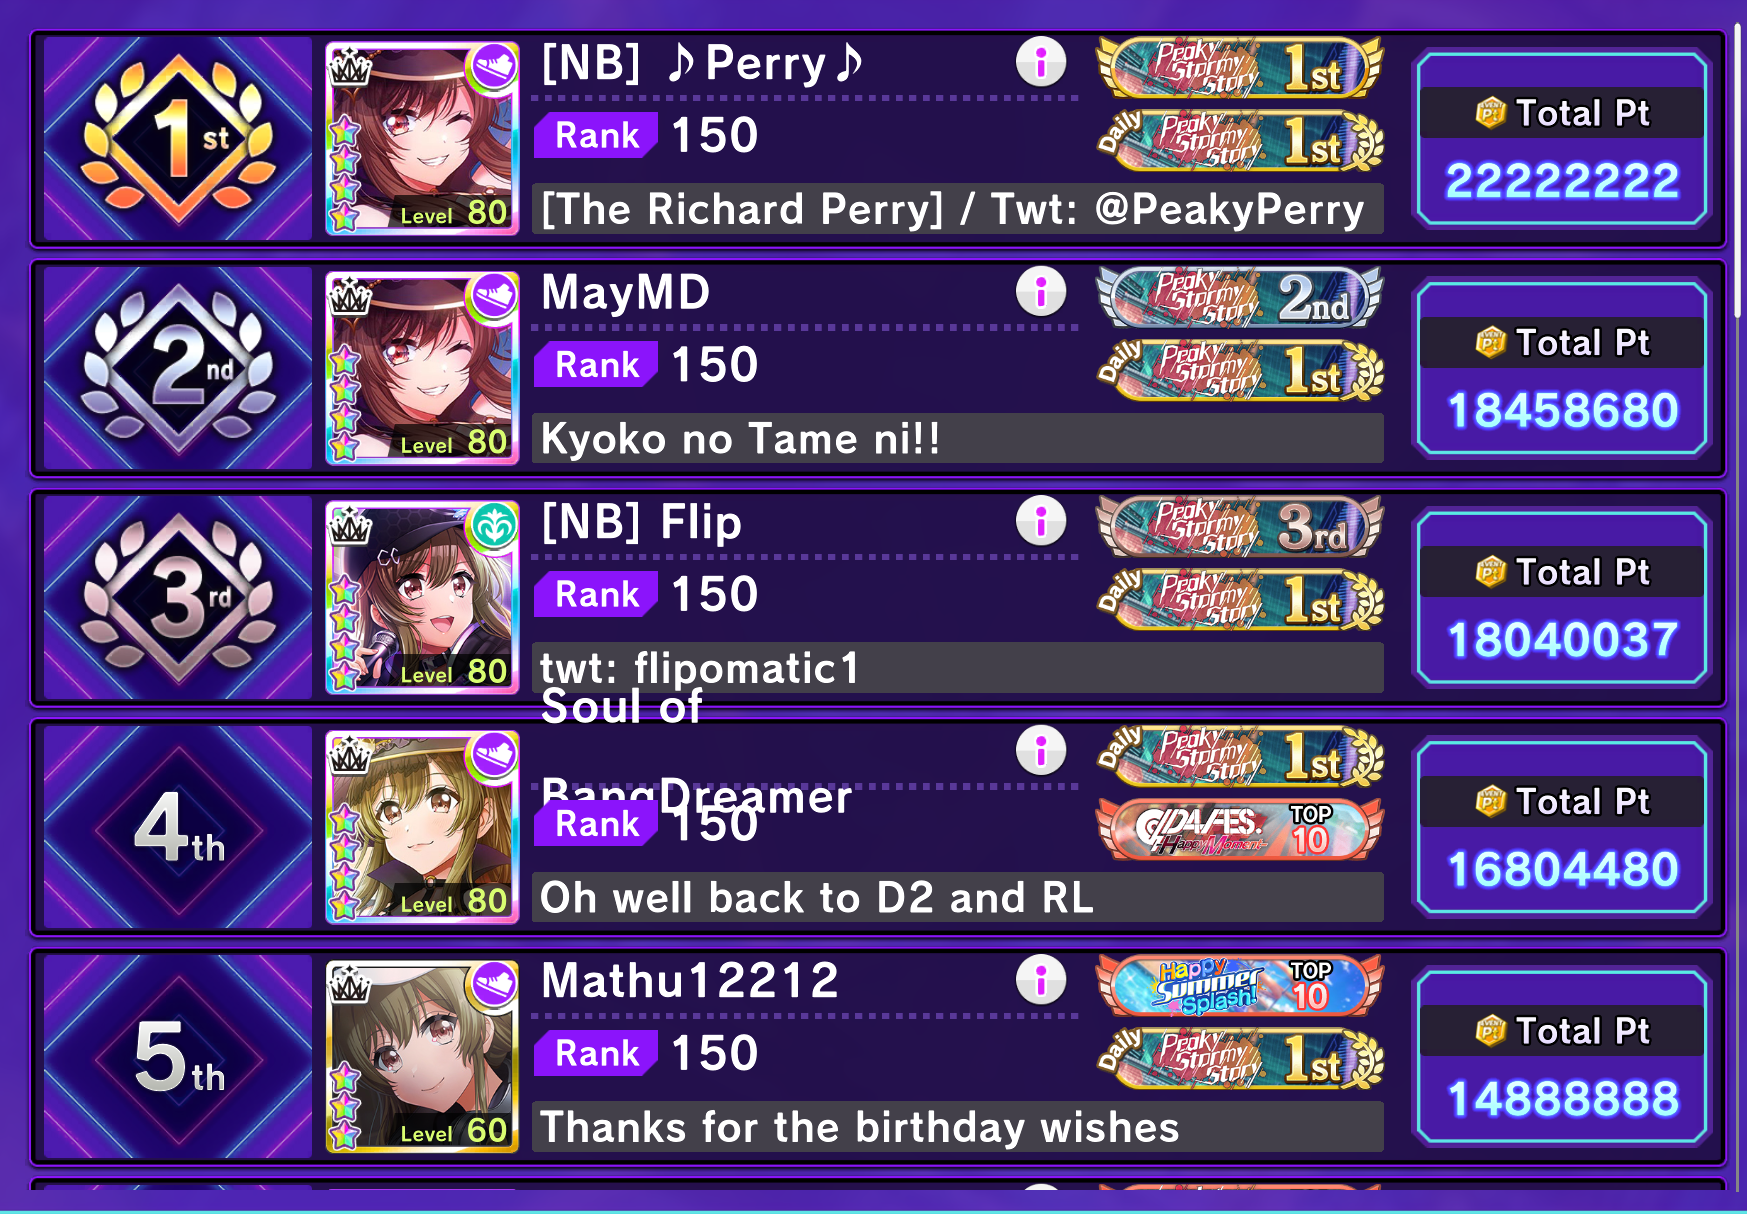 1st
Level 80
[NB] ♪Perry♪
Rank 150
[The Richard Perry] / Twt: @PeakyPerry
Peaky Stormy Story 1st
Daily Peaky Stormy Story 1st
Total Pt
22222222
2nd
Level 80
MayMD
Rank 150
Kyoko no Tame ni!!
Peaky Stormy Story 2nd
Daily Peaky Stormy Story 1st
Total Pt
18458680
3rd
Level 80
[NB] Flip
Rank 150
twt: flipomatic1
Peaky Stormy Story 3rd
Daily Peaky Stormy Story 1st
Total Pt
18040037
4th
Level 80
Soul of
BangDreamer
Rank 150
Oh well back to D2 and RL
Daily Peaky Stormy Story 1st
D4FES. Happy Moment TOP 10
Total Pt
16804480
5th
Level 60
Mathu12212
Rank 150
Thanks for the birthday wishes
Happy Summer Splash! TOP 10
Daily Peaky Stormy Story 1st
Total Pt
14888888